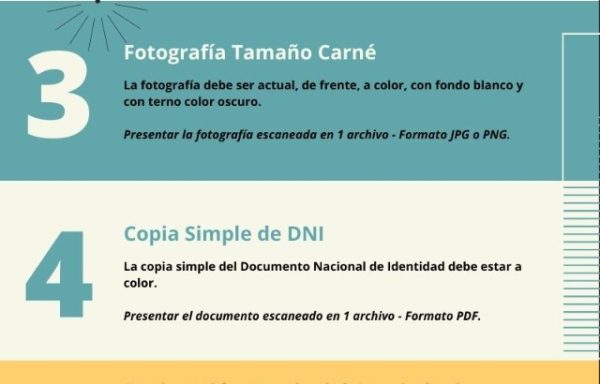 3
Fotografía Tamaño Carné
La fotografía debe ser actual, de frente, a color, con fondo blanco y
con terno color oscuro.
Presentar la fotografía escaneada en 1 archivo - Formato JPG o PNG.
4
Copia Simple de DNI
La copia simple del Documento Nacional de Identidad debe estar a
color.
Presentar el documento escaneado en 1 archivo - Formato PDF.